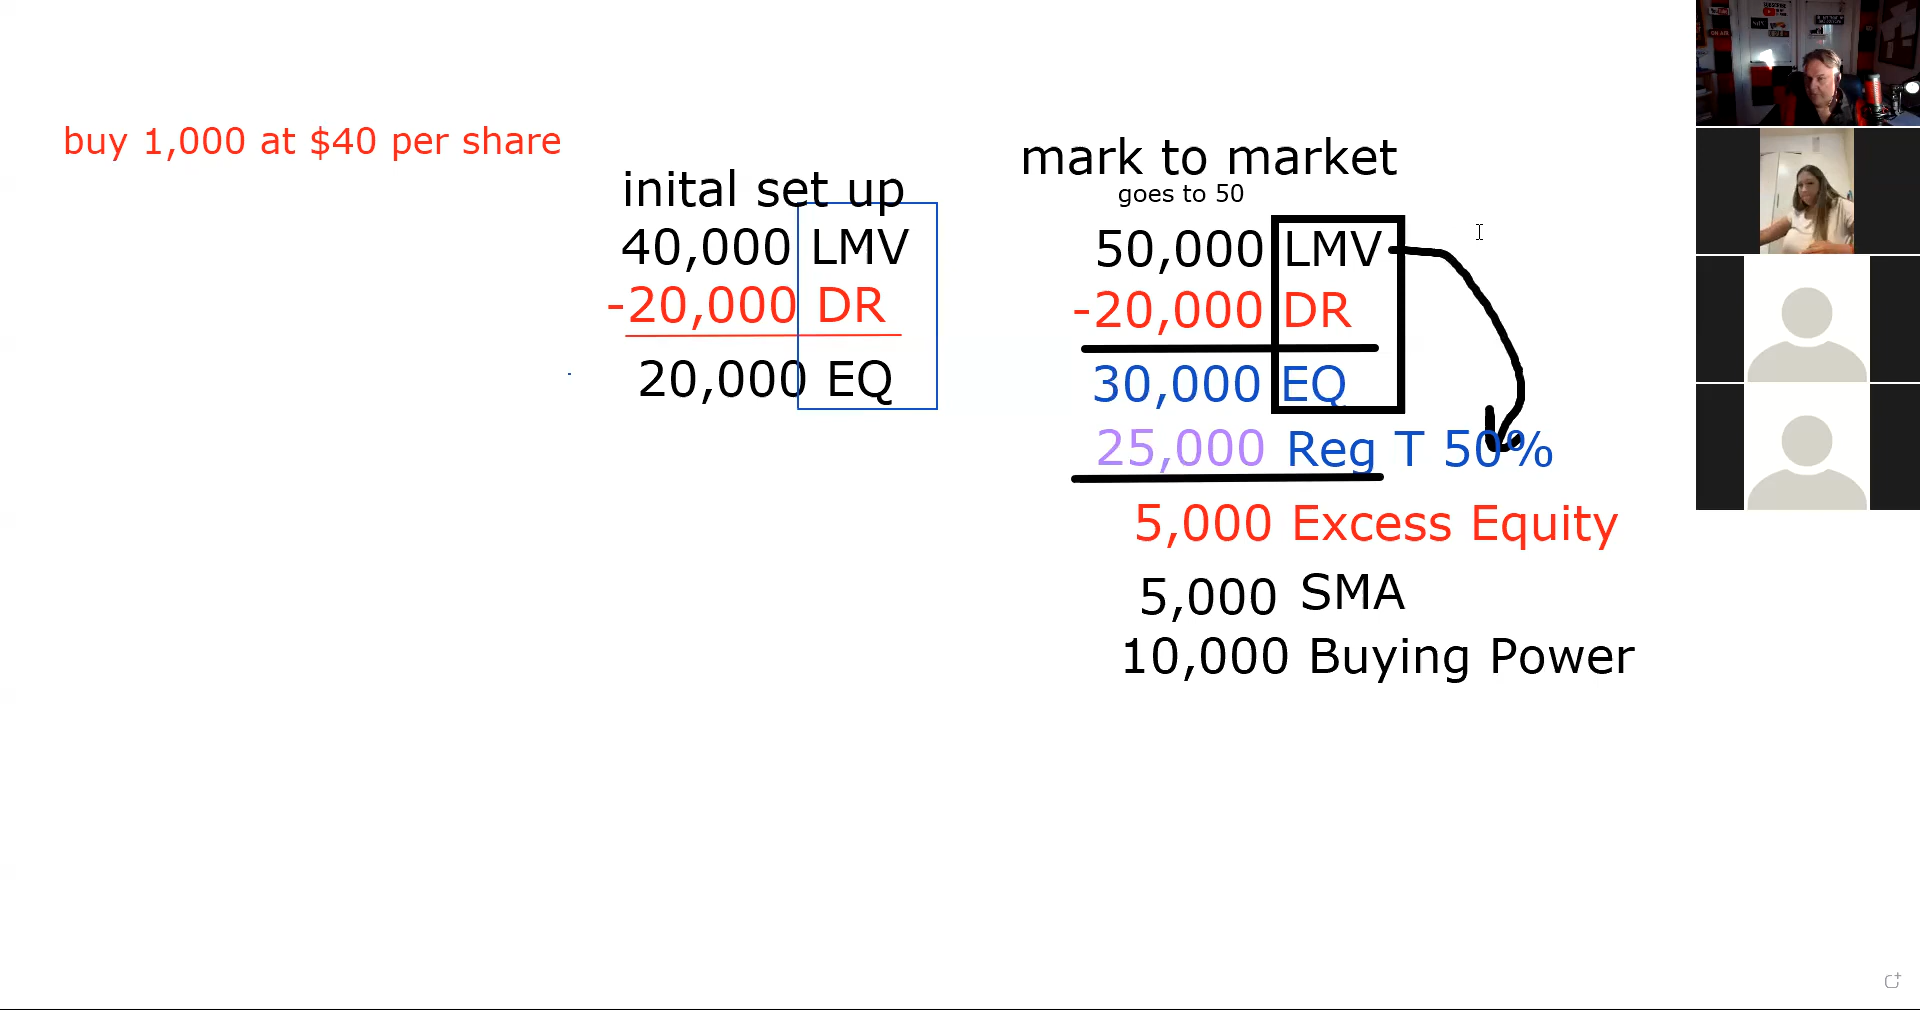 buy 1,000 at $40 per share
inital set up
40,000 LMV
-20,000 DR
20,000 EQ
mark to market
goes to 50
50,000 LMV
-20,000 DR
30,000 EQ
25,000 Reg T 50%
5,000 Excess Equity
5,000 SMA
10,000 Buying Power